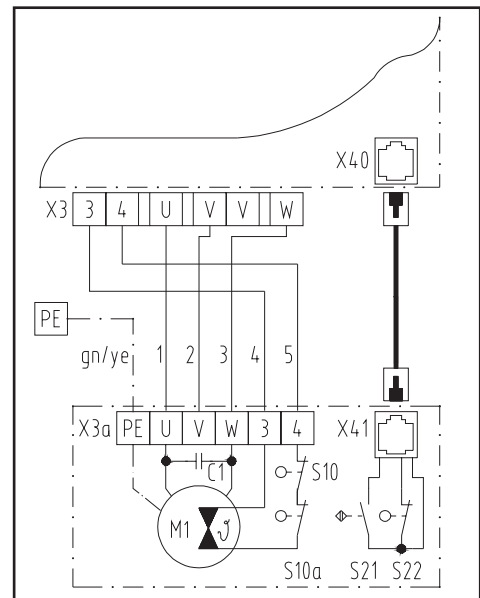 X40
X3 3 4 U V V W
PE
gn/ye 1 2 3 4 5
X3a PE U V W 3 4 X41
C1 S10
M1 ϑ
S10a S21 S22